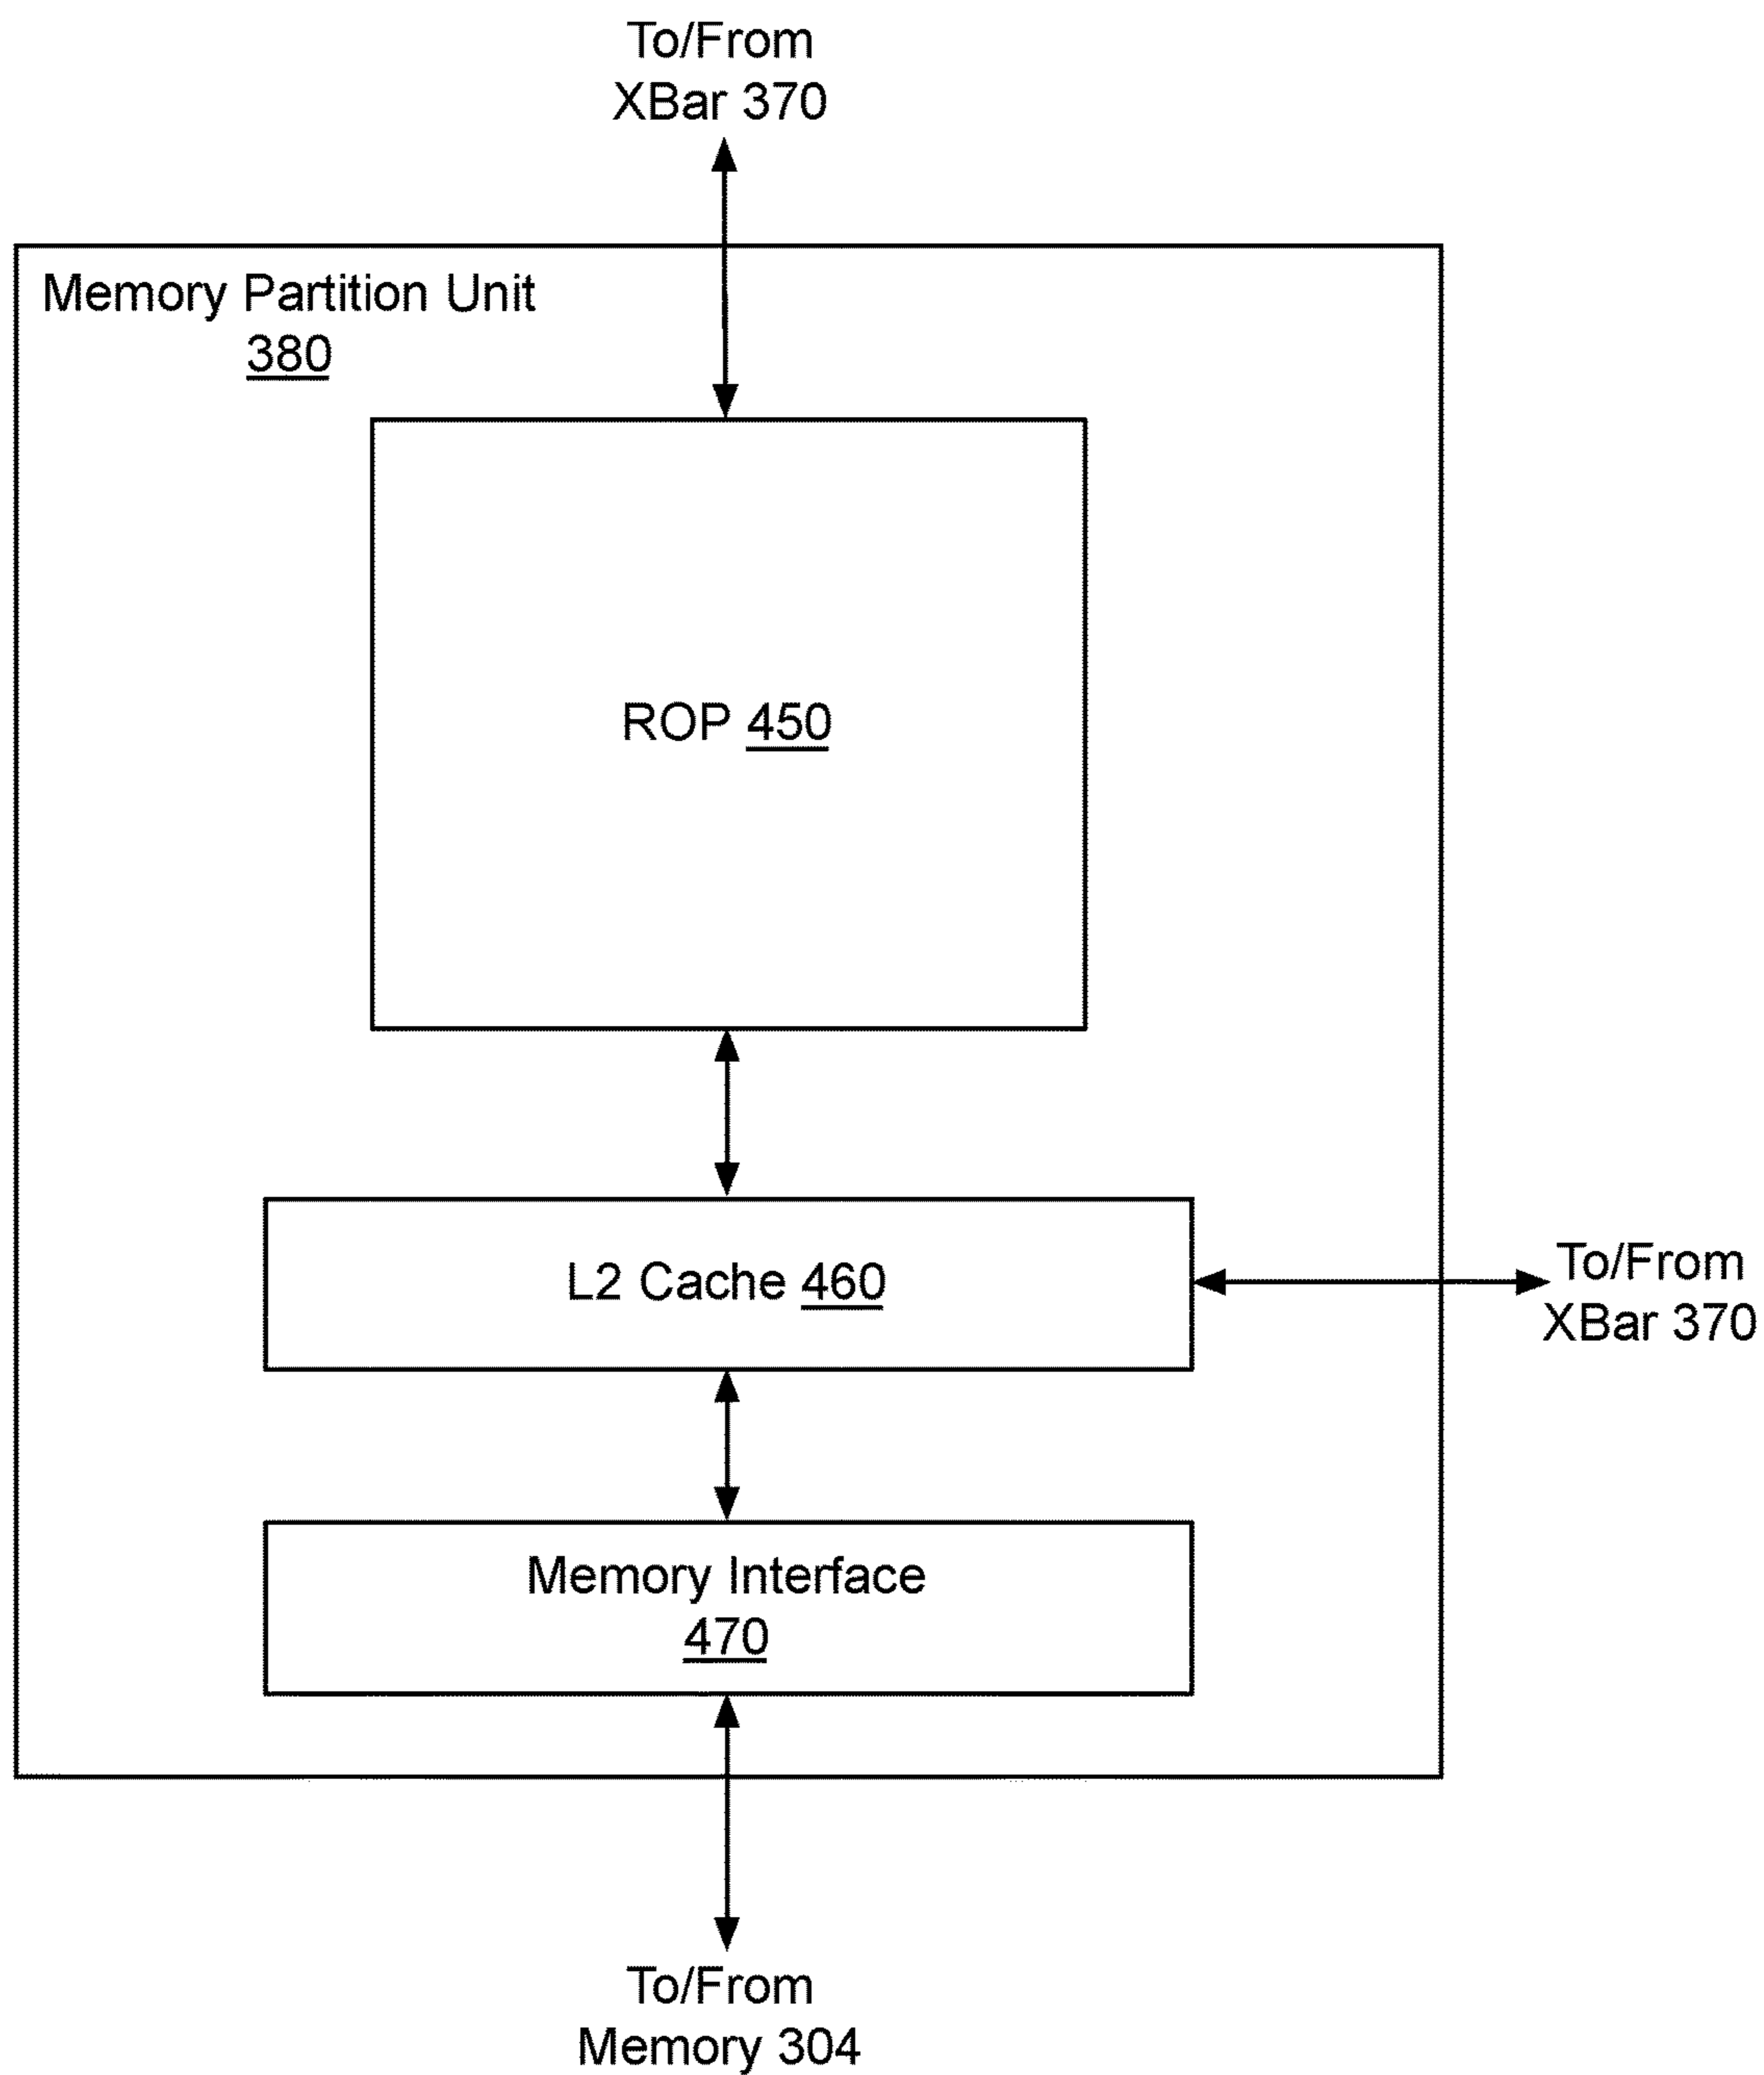 To/From
XBar 370
Memory Partition Unit
380
ROP 450
L2 Cache 460
To/From
XBar 370
Memory Interface
470
To/From
Memory 304